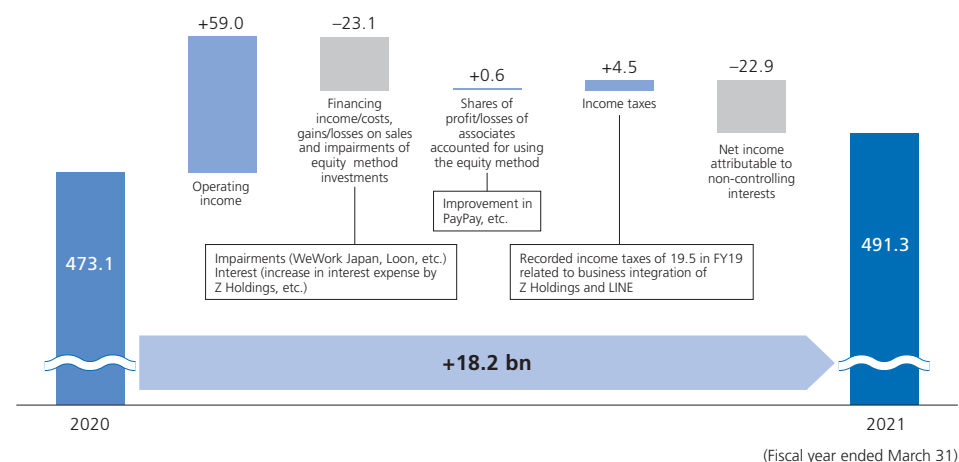 +59.0
–23.1
+0.6
+4.5
–22.9
Operating
income
Financing
income/costs,
gains/losses on sales
and impairments of
equity method
investments
Shares of
profit/losses of
associates
accounted for using
the equity method
Income taxes
Net income
attributable to
non-controlling
interests
Improvement in
PayPay, etc.
Impairments (WeWork Japan, Loon, etc.)
Interest (increase in interest expense by
Z Holdings, etc.)
Recorded income taxes of 19.5 in FY19
related to business integration of
Z Holdings and LINE
473.1
491.3
+18.2 bn
2020
2021
(Fiscal year ended March 31)